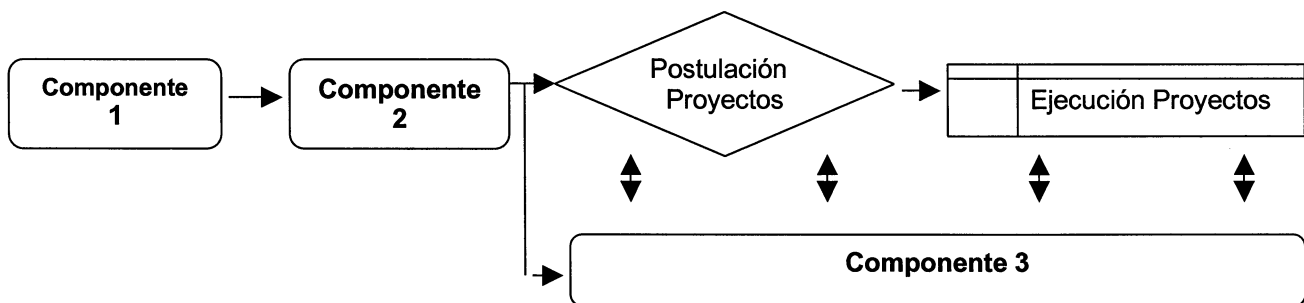 Componente
1
Componente
2
Postulación
Proyectos
Ejecución Proyectos
Componente 3